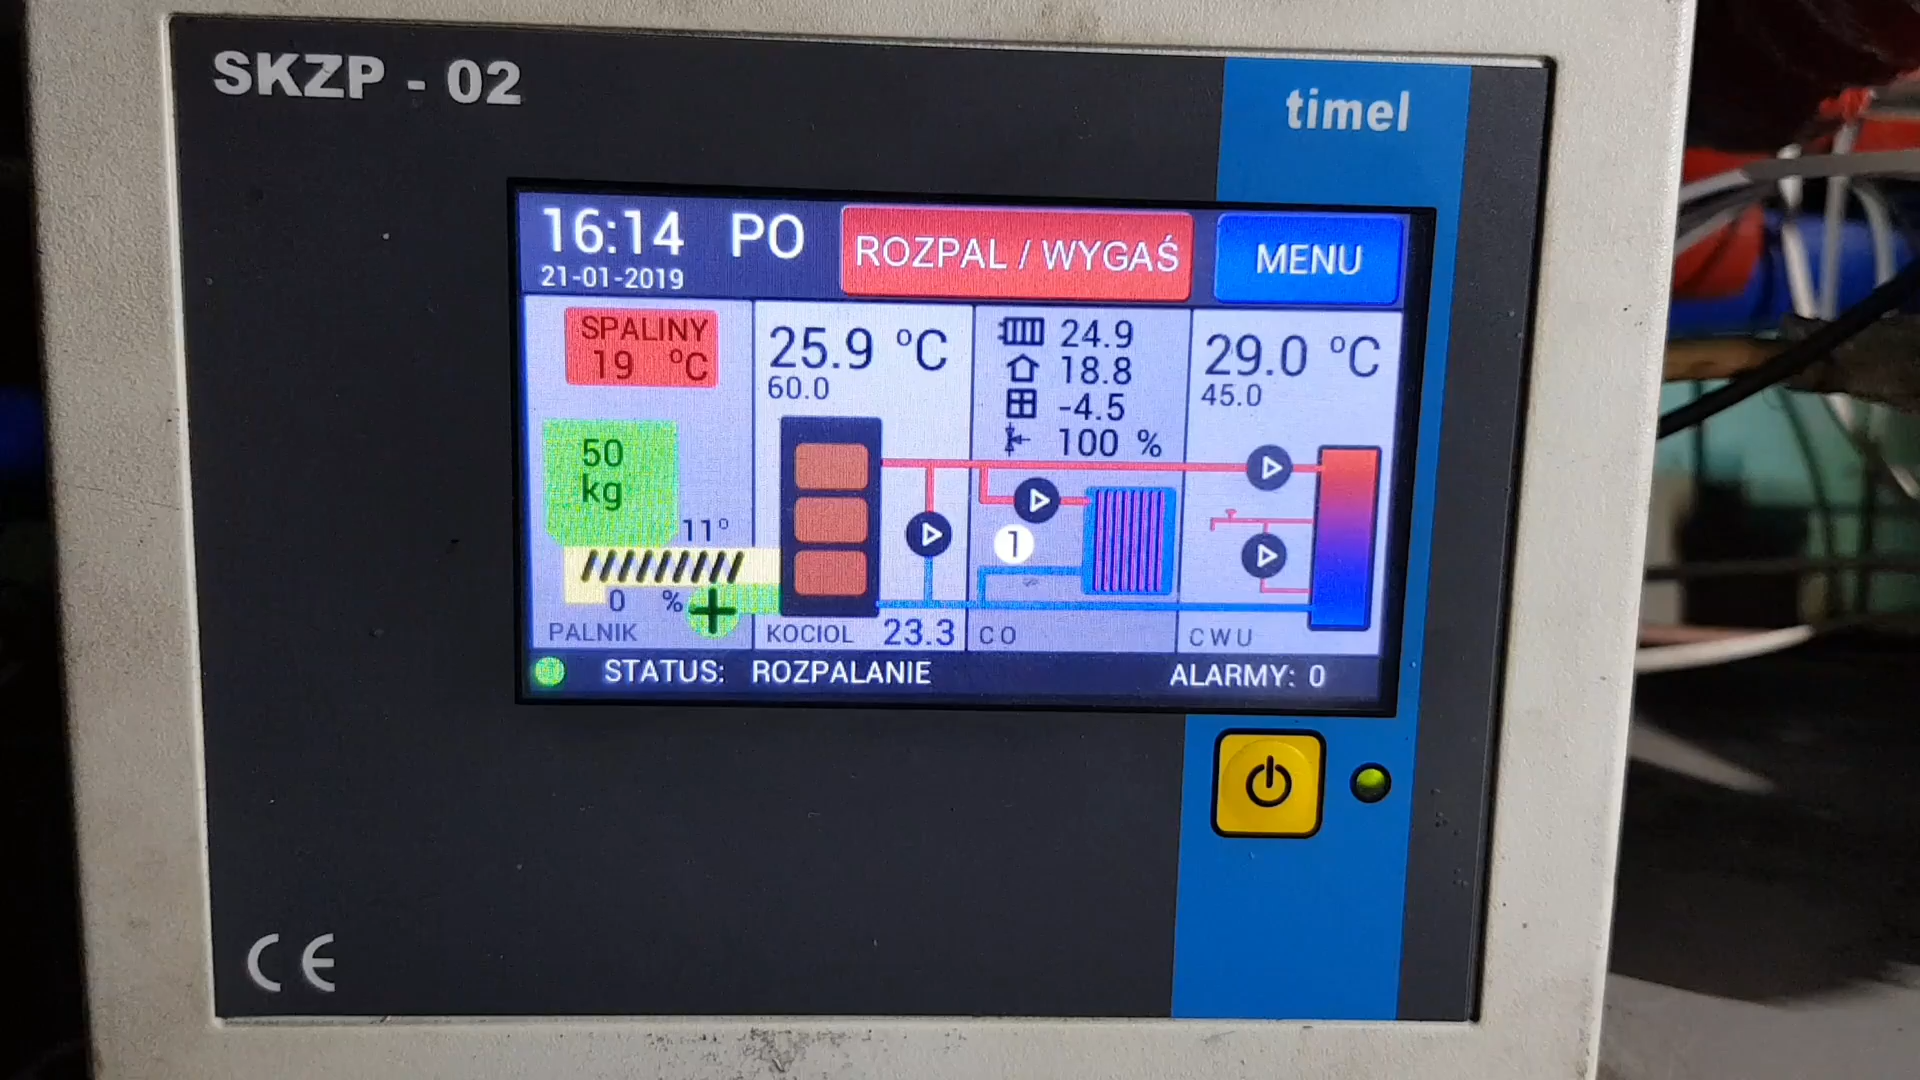 SKZP - 02
timel
16:14 PO
21-01-2019
ROZPAL / WYGAŚ
MENU
SPALINY
19 °C
50
kg
11°
0 %
PALNIK
25.9 °C
60.0
KOCIOL 23.3
24.9
18.8
-4.5
100 %
1
CO
29.0 °C
45.0
CWU
STATUS: ROZPALANIE
ALARMY: 0
CE